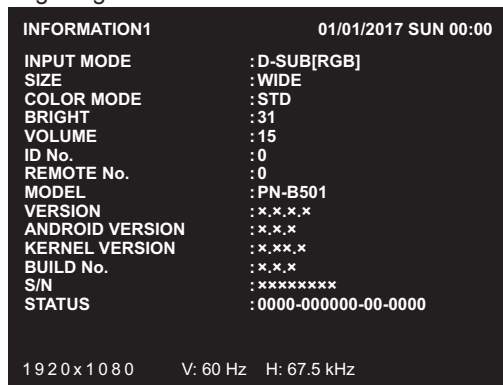 INFORMATION1 01/01/2017 SUN 00:00
INPUT MODE :D-SUB[RGB]
SIZE :WIDE
COLOR MODE :STD
BRIGHT :31
VOLUME :15
ID No. :0
REMOTE No. :0
MODEL :PN-B501
VERSION :×.×.×.×
ANDROID VERSION :×.×.×
KERNEL VERSION :×.××.×
BUILD No. :×.×.×
S/N :××××××××
STATUS :0000-000000-00-0000
1920x1080 V: 60 Hz H: 67.5 kHz